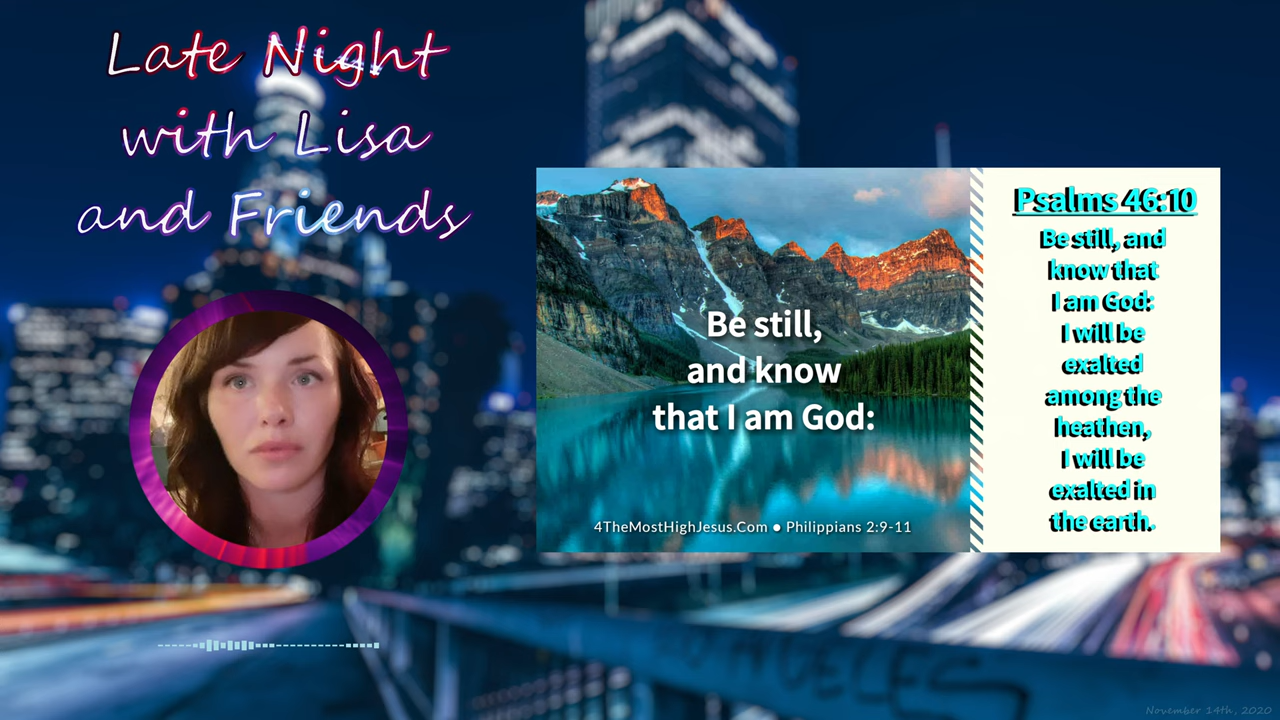 Late Night
with Lisa
and Friends
Be still,
and know
that I am God:
4TheMostHighJesus.Com ● Philippians 2:9-11
Psalms 46:10
Be still, and
know that
I am God:
I will be
exalted
among the
heathen,
I will be
exalted in
the earth.
November 14th, 2020